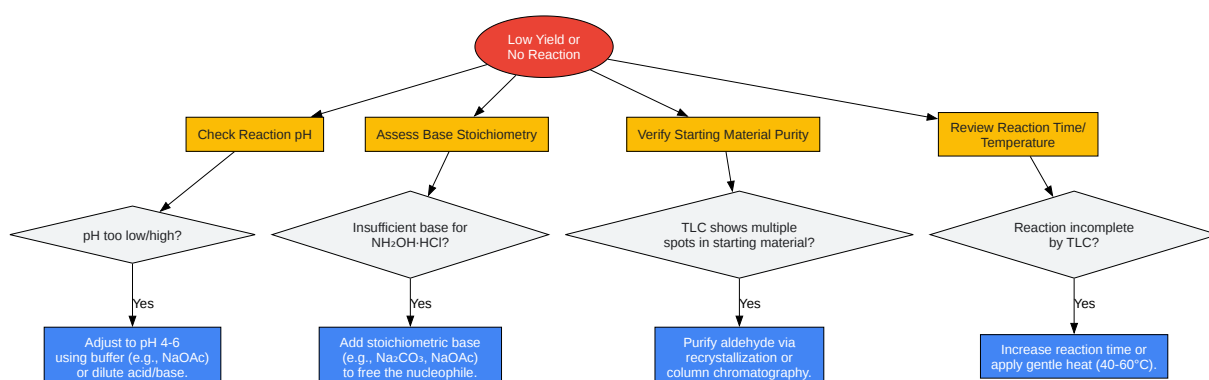 Low Yield or
No Reaction
Check Reaction pH
Assess Base Stoichiometry
Verify Starting Material Purity
Review Reaction Time/
Temperature
pH too low/high?
Insufficient base for
NH₂OH·HCl?
TLC shows multiple
spots in starting material?
Reaction incomplete
by TLC?
Yes
Yes
Yes
Yes
Adjust to pH 4-6
using buffer (e.g., NaOAc)
or dilute acid/base.
Add stoichiometric base
(e.g., Na₂CO₃, NaOAc)
to free the nucleophile.
Purify aldehyde via
recrystallization or
column chromatography.
Increase reaction time or
apply gentle heat (40-60°C).